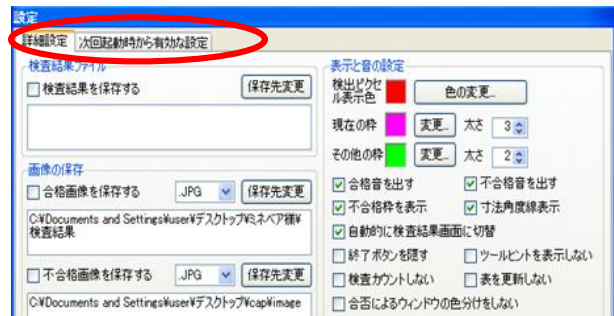 設定
詳細設定 次回起動時から有効な設定
検査結果ファイル
検査結果を保存する 保存先変更
画像の保存
合格画像を保存する .JPG 保存先変更
C:¥Documents and Settings¥user¥デスクトップ¥ミネベア様¥
検査結果
不合格画像を保存する .JPG 保存先変更
C:¥Documents and Settings¥user¥デスクトップ¥cap¥image
表示と音の設定
検出ピクセ
ル表示色 色の変更...
現在の枠 変更... 太さ 3
その他の枠 変更... 太さ 2
合格音を出す 不合格音を出す
不合格枠を表示 寸法角度線表示
自動的に検査結果画面に切替
終了ボタンを隠す ツールヒントを表示しない
検査カウントしない 表を更新しない
合否によるウィンドウの色分けをしない